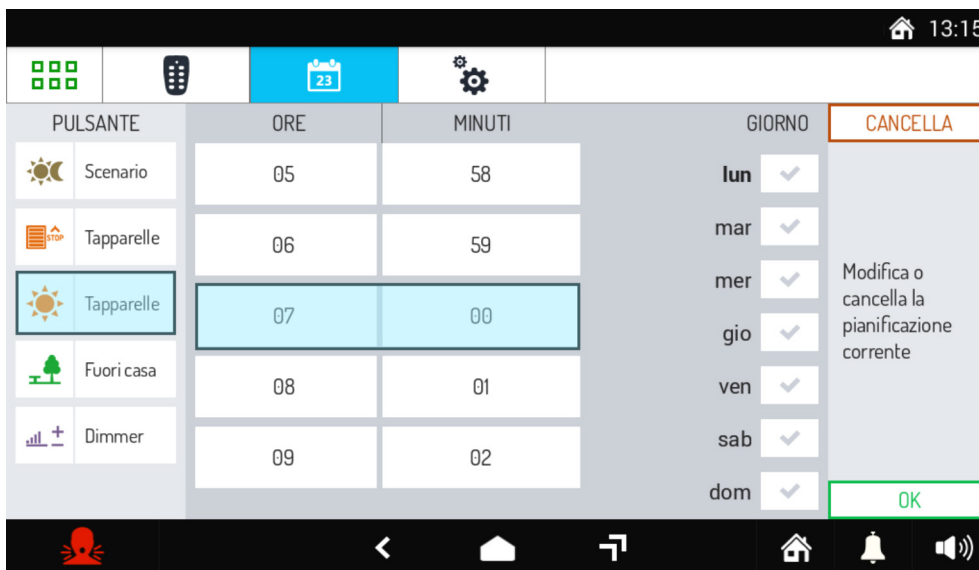 13:15
23
PULSANTE
ORE
MINUTI
GIORNO
CANCELLA
Scenario
STOP
Tapparelle
Tapparelle
Fuori casa
Dimmer
05
58
06
59
07
00
08
01
09
02
lun
mar
mer
gio
ven
sab
dom
Modifica o
cancella la
pianificazione
corrente
OK